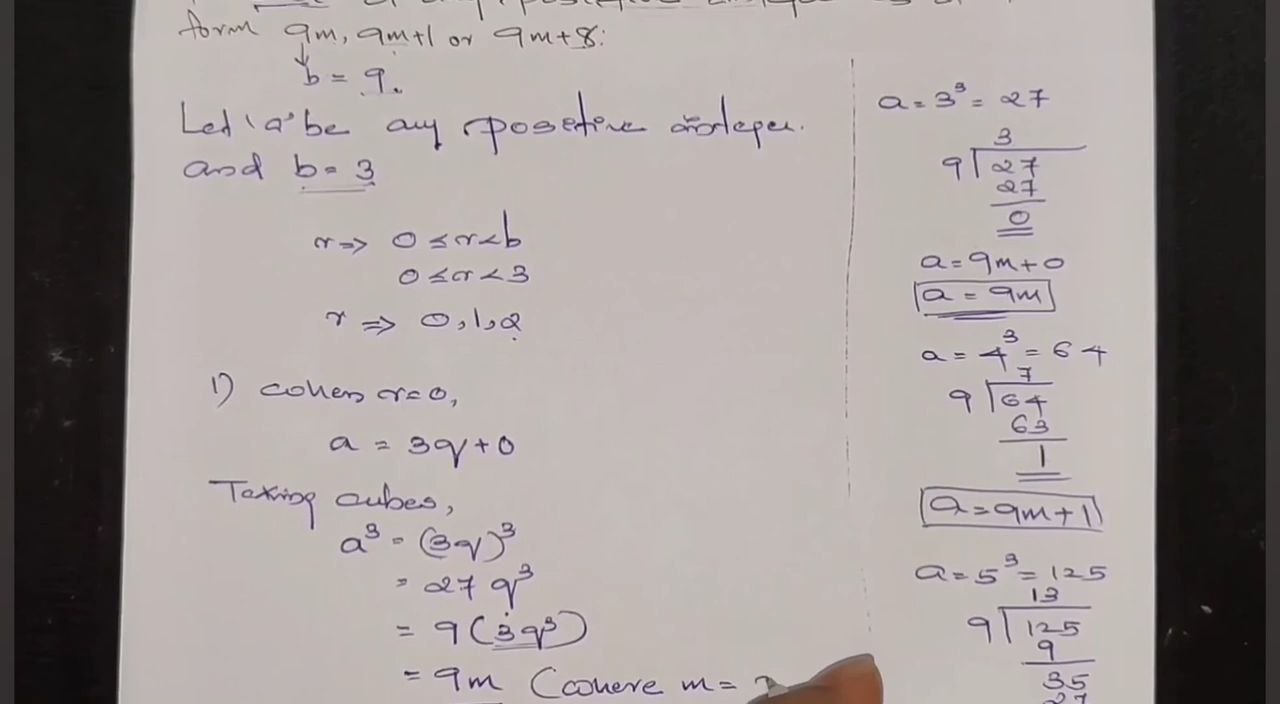 form 9m, 9m+1 or 9m+8.
b = 9.
Let 'a' be any positive integer.
and b = 3
r => 0 ≤ r < b
0 ≤ r < 3
r => 0, 1, 2
1) when r = 0,
a = 3q + 0
Taking cubes,
a³ = (3q)³
= 27 q³
= 9 (3q³)
= 9m (where m =
a = 3³ = 27
3
9 | 27
27
0
a = 9m + 0
a = 9m
a = 4³ = 64
7
9 | 64
63
1
a = 9m + 1
a = 5³ = 125
13
9 | 125
9
35
27